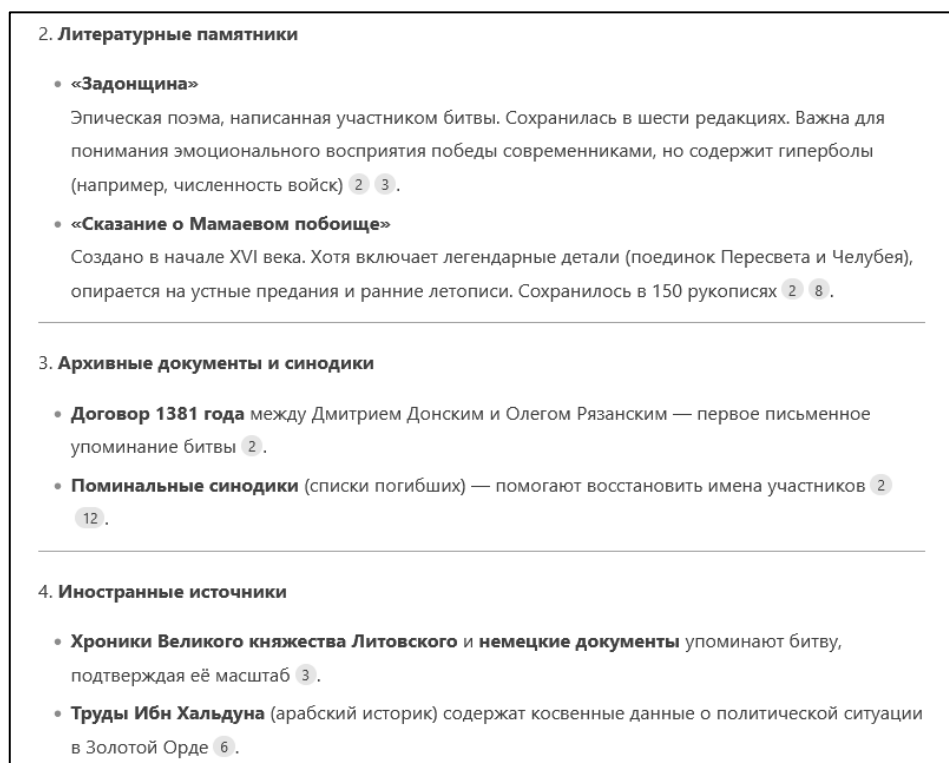 2. Литературные памятники
• «Задонщина»
Эпическая поэма, написанная участником битвы. Сохранилась в шести редакциях. Важна для
понимания эмоционального восприятия победы современниками, но содержит гиперболы
(например, численность войск) 2 3 .
• «Сказание о Мамаевом побоище»
Создано в начале XVI века. Хотя включает легендарные детали (поединок Пересвета и Челубея),
опирается на устные предания и ранние летописи. Сохранилось в 150 рукописях 2 8 .
3. Архивные документы и синодики
• Договор 1381 года между Дмитрием Донским и Олегом Рязанским — первое письменное
упоминание битвы 2 .
• Поминальные синодики (списки погибших) — помогают восстановить имена участников 2
12 .
4. Иностранные источники
• Хроники Великого княжества Литовского и немецкие документы упоминают битву,
подтверждая её масштаб 3 .
• Труды Ибн Хальдуна (арабский историк) содержат косвенные данные о политической ситуации
в Золотой Орде 6 .